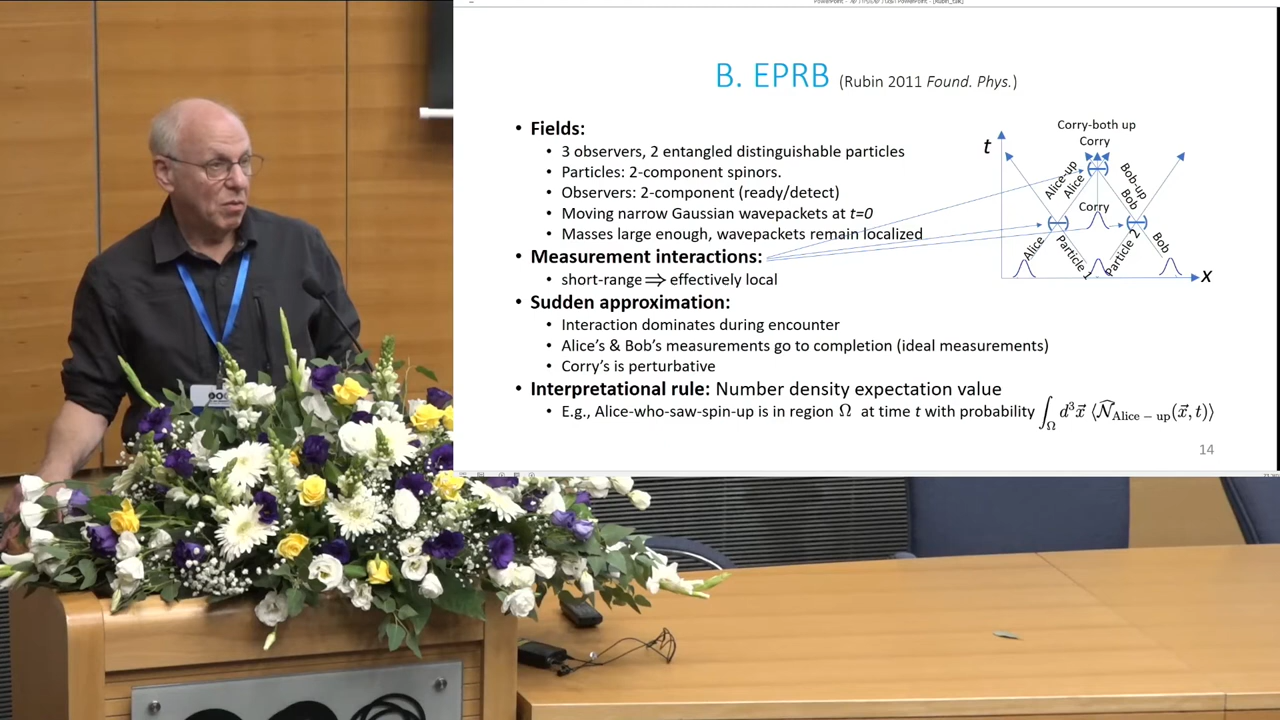 B. EPRB (Rubin 2011 Found. Phys.)
• Fields:
• 3 observers, 2 entangled distinguishable particles
• Particles: 2-component spinors.
• Observers: 2-component (ready/detect)
• Moving narrow Gaussian wavepackets at t=0
• Masses large enough, wavepackets remain localized
• Measurement interactions:
• short-range ⟹ effectively local
• Sudden approximation:
• Interaction dominates during encounter
• Alice’s & Bob’s measurements go to completion (ideal measurements)
• Corry’s is perturbative
• Interpretational rule: Number density expectation value
• E.g., Alice-who-saw-spin-up is in region Ω at time t with probability ∫_Ω d³x⃗ ⟨N̂_Alice−up(x⃗, t)⟩
Corry-both up
Corry
t
Alice-up
Alice
Bob-up
Bob
Corry
Alice
Particle 1
Particle 2
Bob
x
14